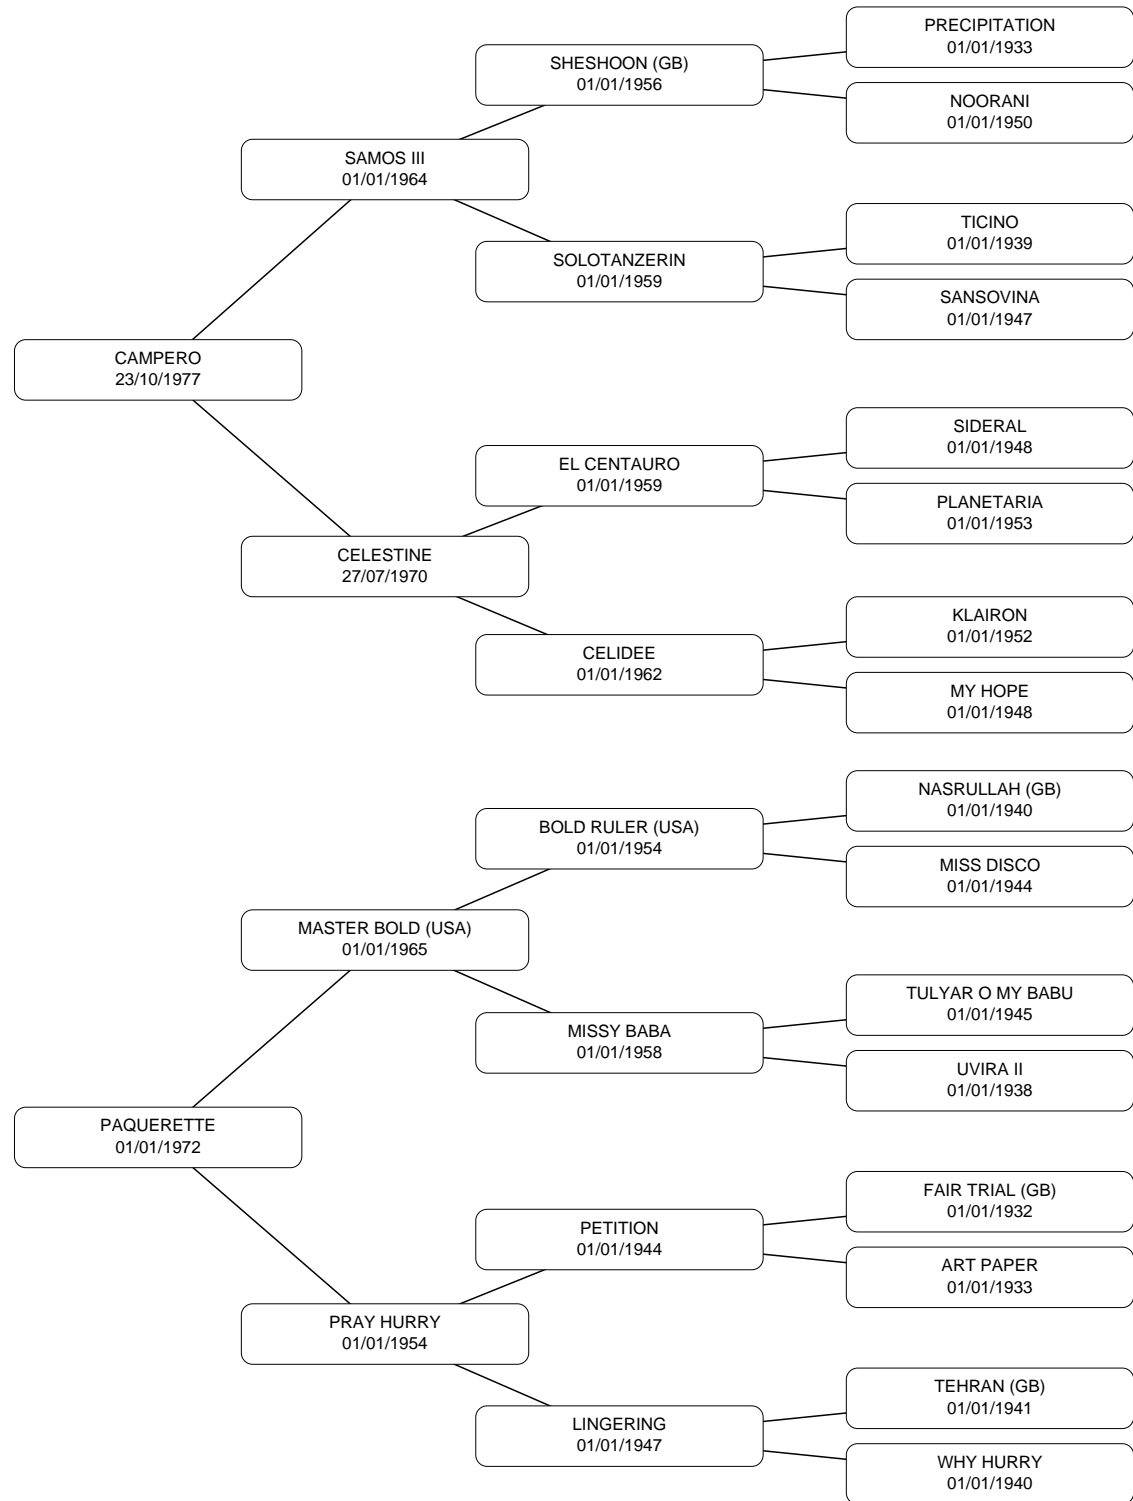 PRECIPITATION
01/01/1933
SHESHOON (GB)
01/01/1956
NOORANI
01/01/1950
SAMOS III
01/01/1964
TICINO
01/01/1939
SOLOTANZERIN
01/01/1959
SANSOVINA
01/01/1947
CAMPERO
23/10/1977
SIDERAL
01/01/1948
EL CENTAURO
01/01/1959
PLANETARIA
01/01/1953
CELESTINE
27/07/1970
KLAIRON
01/01/1952
CELIDEE
01/01/1962
MY HOPE
01/01/1948
NASRULLAH (GB)
01/01/1940
BOLD RULER (USA)
01/01/1954
MISS DISCO
01/01/1944
MASTER BOLD (USA)
01/01/1965
TULYAR O MY BABU
01/01/1945
MISSY BABA
01/01/1958
UVIRA II
01/01/1938
PAQUERETTE
01/01/1972
FAIR TRIAL (GB)
01/01/1932
PETITION
01/01/1944
ART PAPER
01/01/1933
PRAY HURRY
01/01/1954
TEHRAN (GB)
01/01/1941
LINGERING
01/01/1947
WHY HURRY
01/01/1940